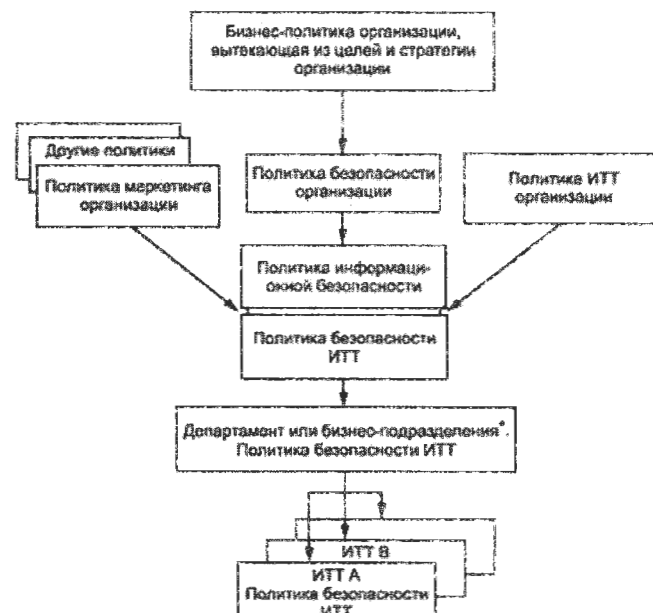 Бизнес-политика организации,
вытекающая из целей и стратегии
организации
Другие политики
Политика маркетинга
организации
Политика безопасности
организации
Политика ИТТ
организации
Политика информаци-
онной безопасности
Политика безопасности
ИТТ
Департамент или бизнес-подразделения*.
Политика безопасности ИТТ
ИТТ В
ИТТ А
Политика безопасности
ИТТ